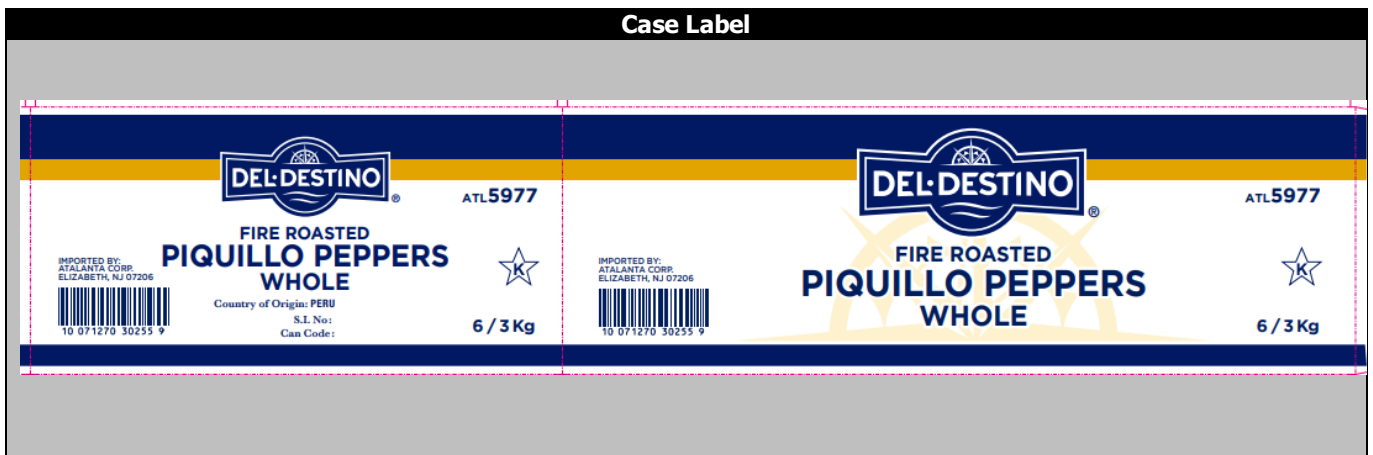 Case Label
DEL·DESTINO®
ATL5977
FIRE ROASTED
PIQUILLO PEPPERS
WHOLE
IMPORTED BY:
ATALANTA CORP.
ELIZABETH, NJ 07206
K
Country of Origin: PERU
S.I. No:
Can Code:
10 071270 30255 9
6 / 3 Kg
DEL·DESTINO®
ATL5977
FIRE ROASTED
PIQUILLO PEPPERS
WHOLE
IMPORTED BY:
ATALANTA CORP.
ELIZABETH, NJ 07206
K
10 071270 30255 9
6 / 3 Kg